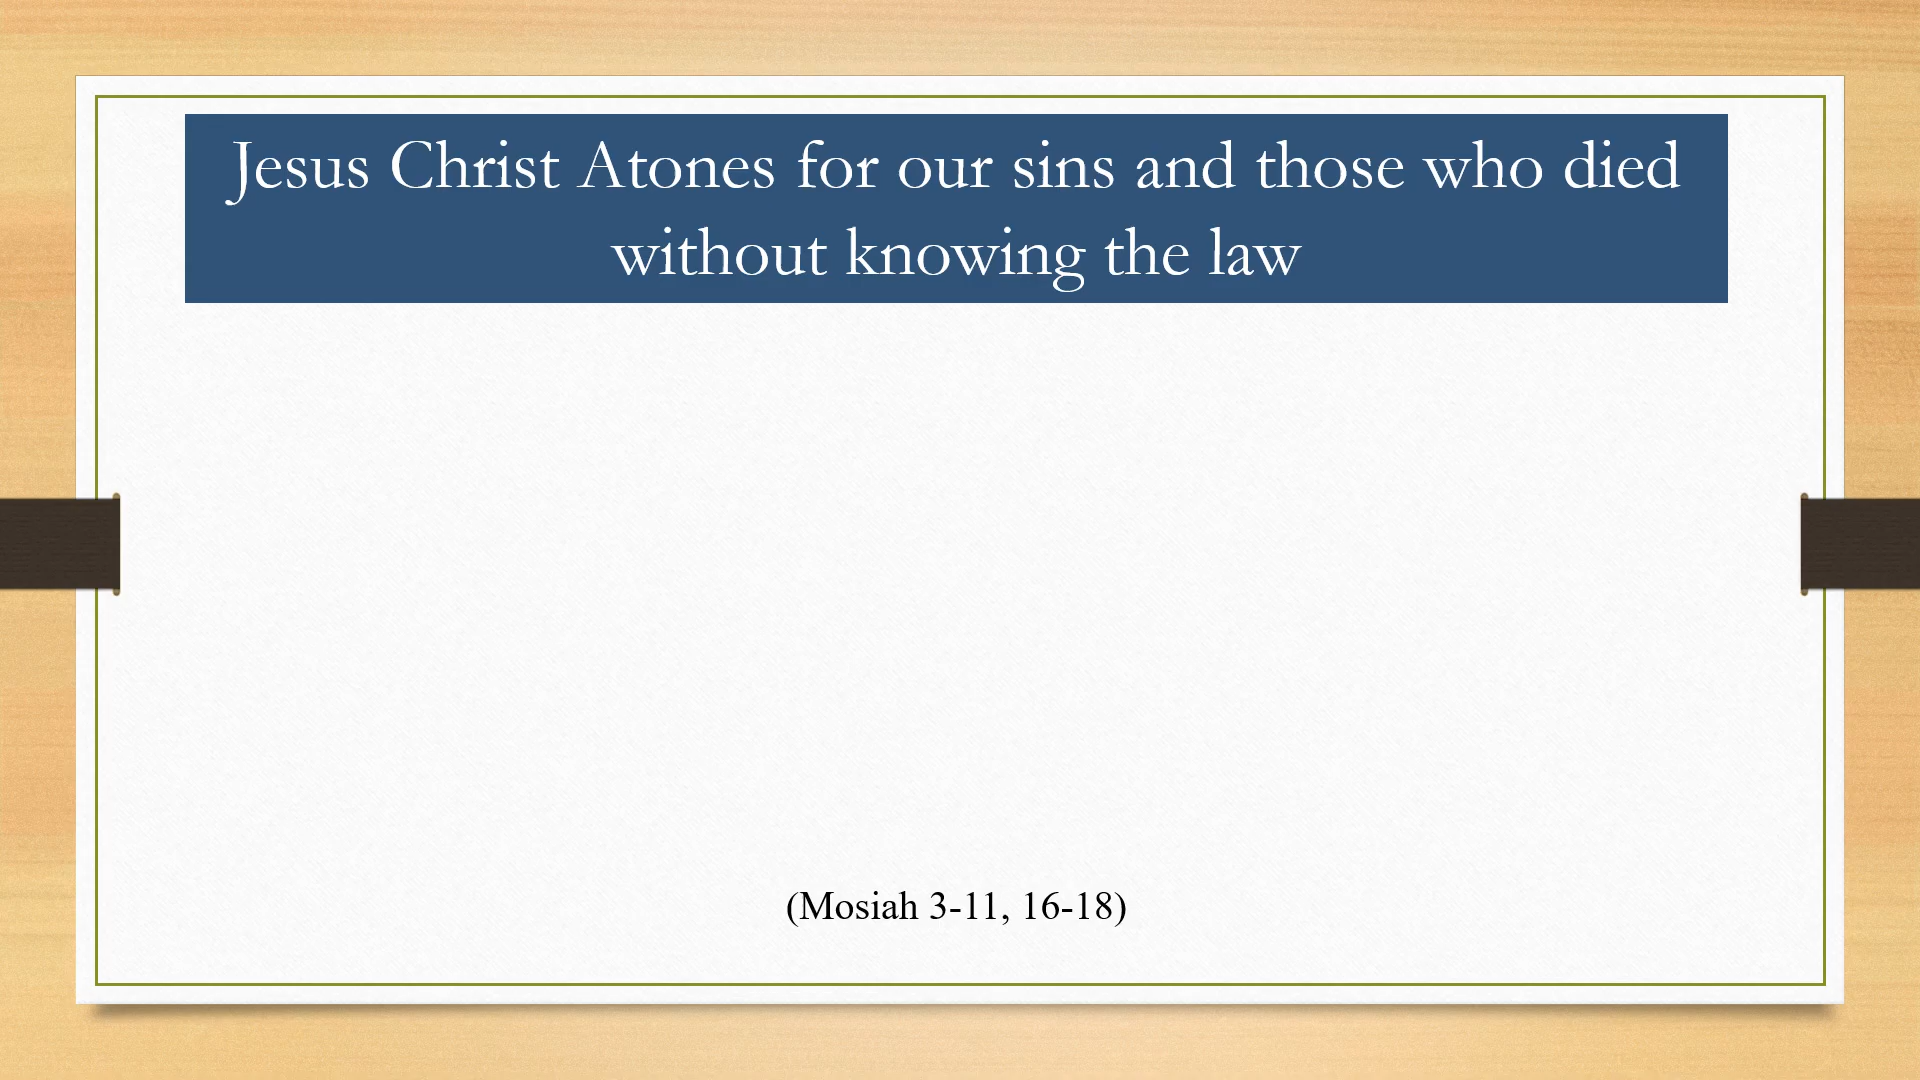 Jesus Christ Atones for our sins and those who died
without knowing the law
(Mosiah 3-11, 16-18)